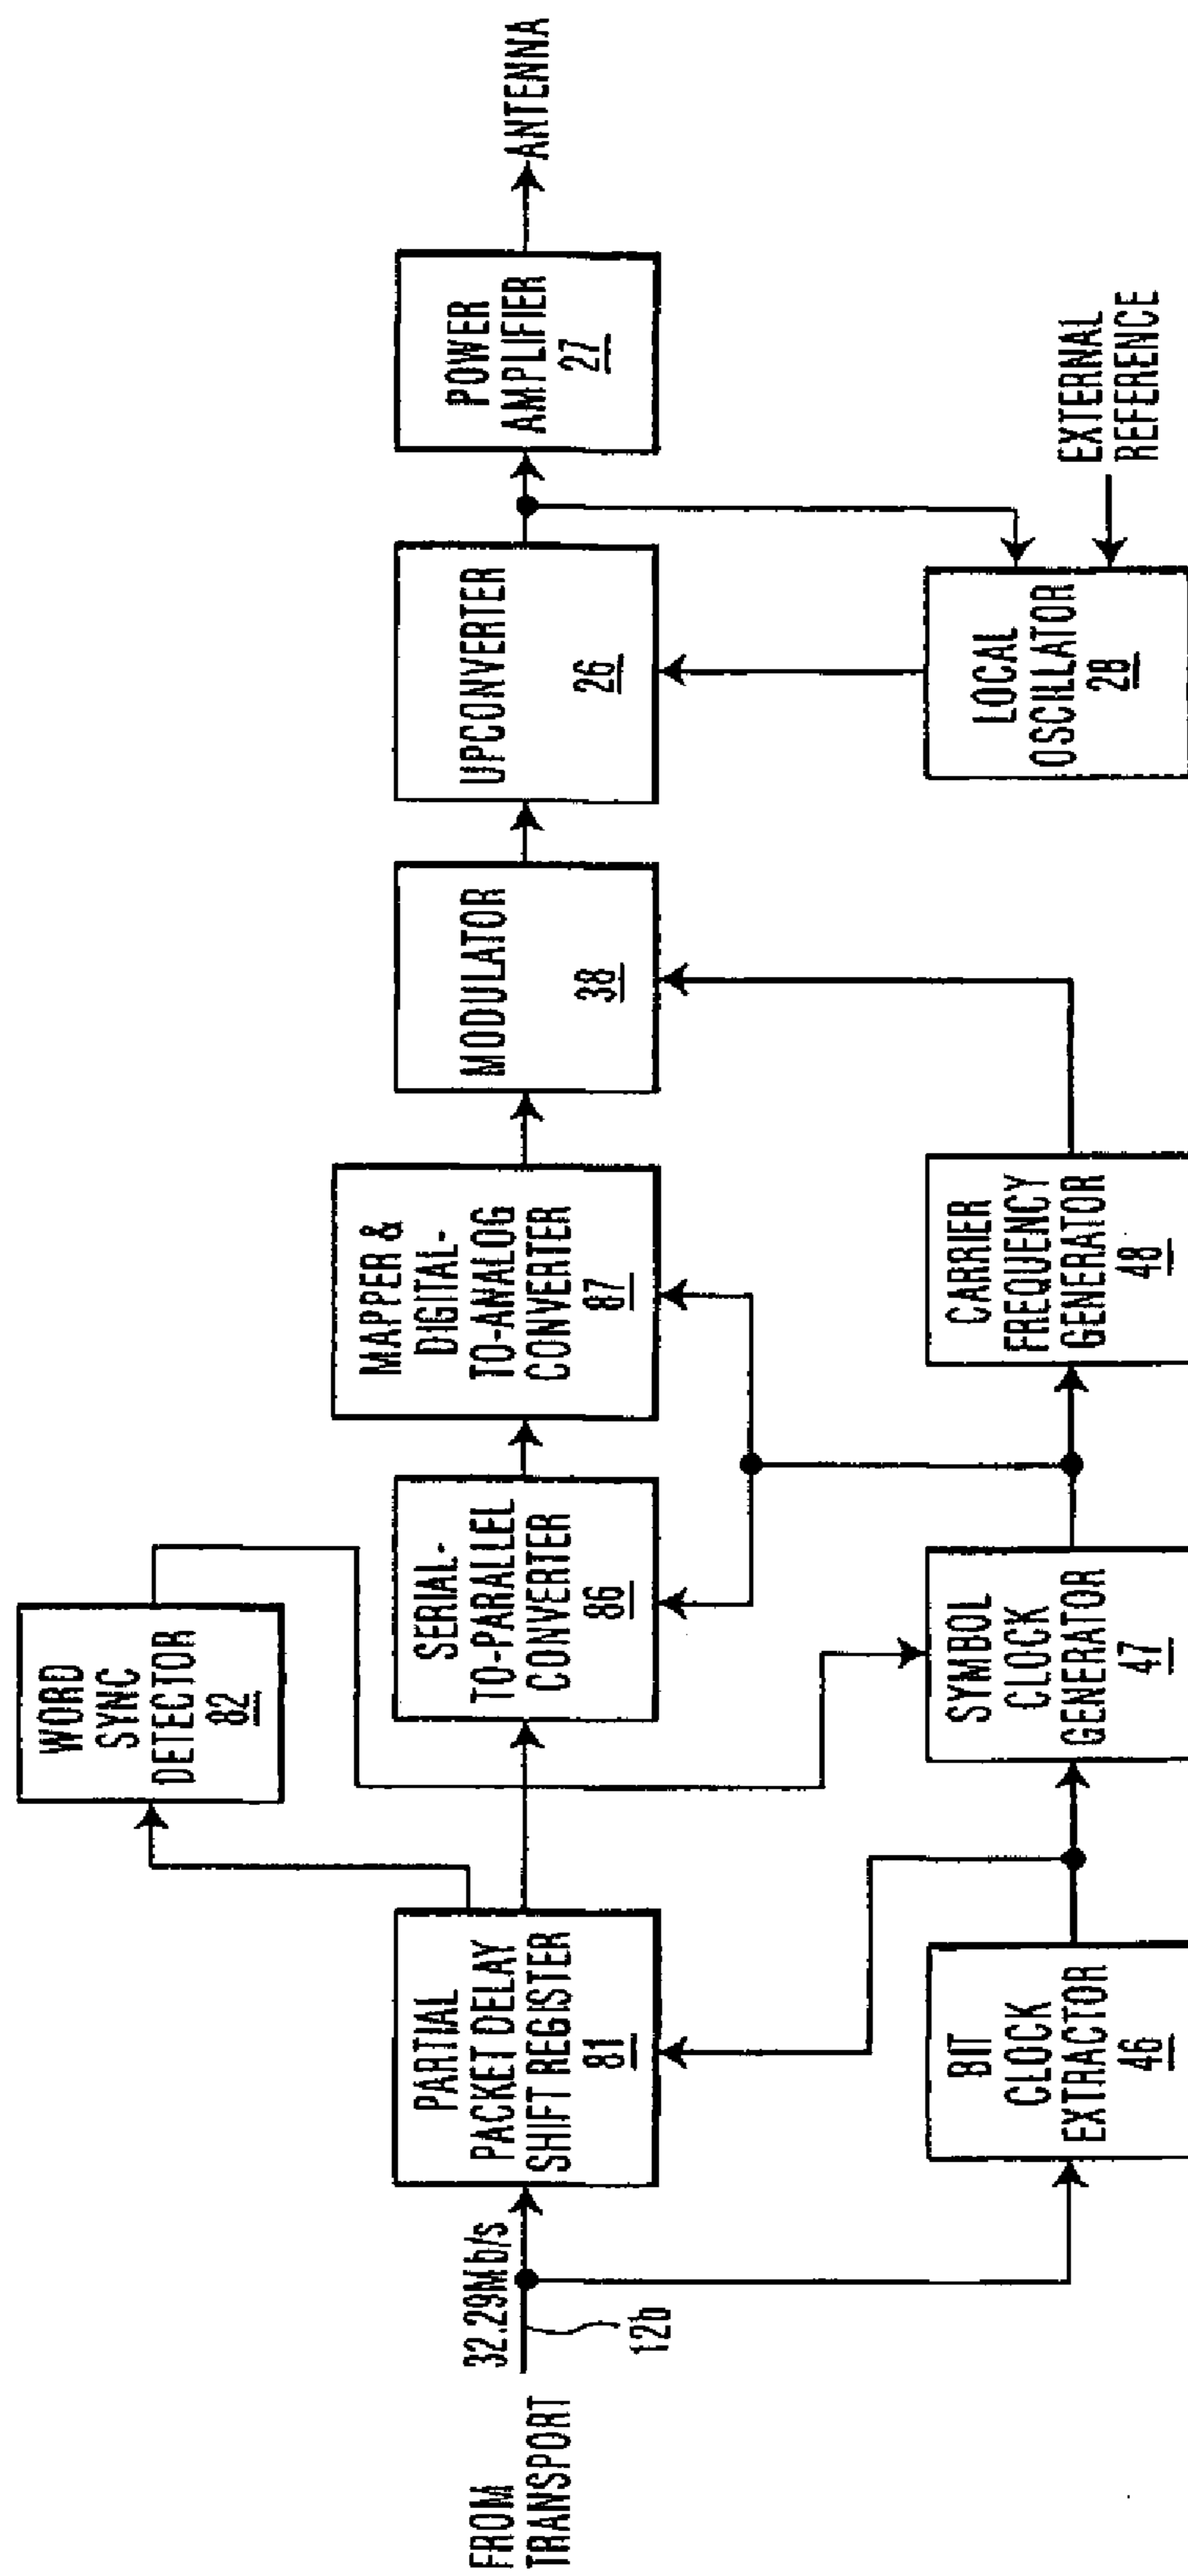 WORD
SYNC
DETECTOR
82
FROM
TRANSPORT
32.29Mb/s
12b
PARTIAL
PACKET DELAY
SHIFT REGISTER
81
SERIAL-
TO-PARALLEL
CONVERTER
86
MAPPER &
DIGITAL-
TO-ANALOG
CONVERTER
87
MODULATOR
38
UPCONVERTER
26
POWER
AMPLIFIER
27
ANTENNA
BIT
CLOCK
EXTRACTOR
46
SYMBOL
CLOCK
GENERATOR
47
CARRIER
FREQUENCY
GENERATOR
48
LOCAL
OSCILLATOR
28
EXTERNAL
REFERENCE